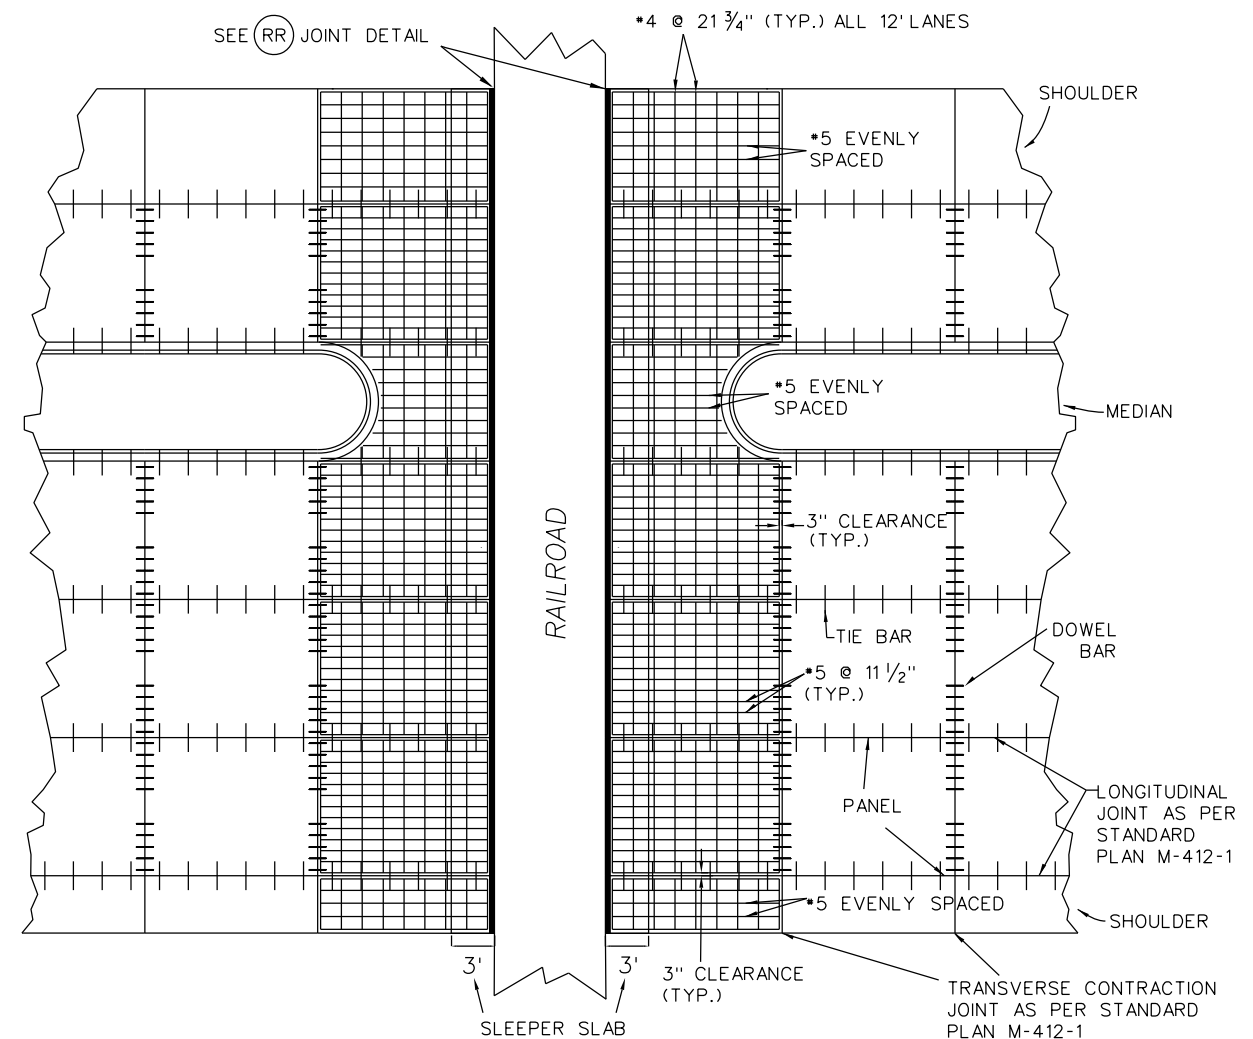 SEE RR JOINT DETAIL
#4 @ 21 3/4" (TYP.) ALL 12' LANES
SHOULDER
#5 EVENLY
SPACED
#5 EVENLY
SPACED
MEDIAN
RAILROAD
3" CLEARANCE
(TYP.)
TIE BAR
DOWEL
BAR
#5 @ 11 1/2"
(TYP.)
PANEL
LONGITUDINAL
JOINT AS PER
STANDARD
PLAN M-412-1
#5 EVENLY SPACED
SHOULDER
3'
3'
3" CLEARANCE
(TYP.)
SLEEPER SLAB
TRANSVERSE CONTRACTION
JOINT AS PER STANDARD
PLAN M-412-1